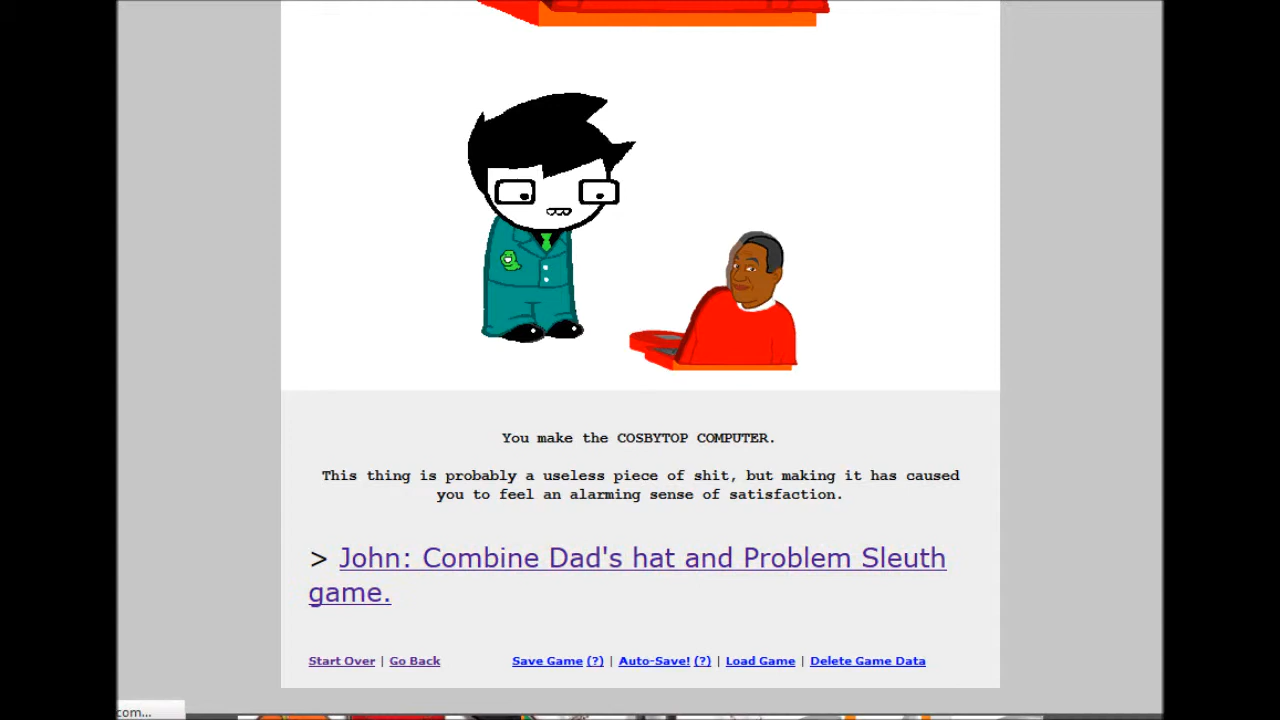 You make the COSBYTOP COMPUTER.
This thing is probably a useless piece of shit, but making it has caused
you to feel an alarming sense of satisfaction.
> John: Combine Dad's hat and Problem Sleuth
game.
Start Over | Go Back Save Game (?) | Auto-Save! (?) | Load Game | Delete Game Data
com...